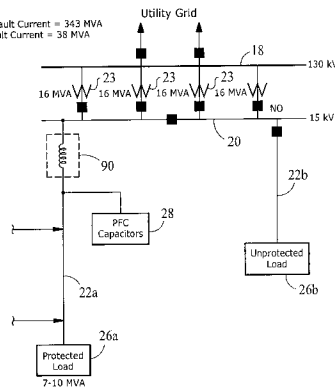 Utility Grid
ault Current = 343 MVA
lt Current = 38 MVA
18
130 k
23 23 23
16 MVA 16 MVA 16 MVA 16 MVA
NO
15 kV
20
90
22b
PFC
Capacitors
28
Unprotected
Load
26b
22a
26a
Protected
Load
7-10 MVA